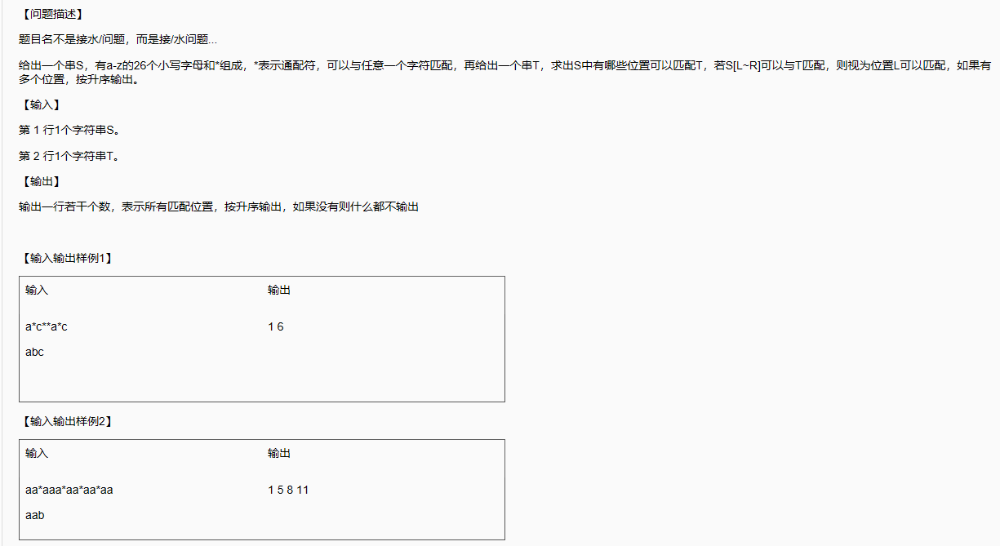 【问题描述】
题目名不是接水/问题，而是接/水问题...
给出一个串S，有a-z的26个小写字母和*组成，*表示通配符，可以与任意一个字符匹配，再给出一个串T，求出S中有哪些位置可以匹配T，若S[L~R]可以与T匹配，则视为位置L可以匹配，如果有
多个位置，按升序输出。
【输入】
第 1 行1个字符串S。
第 2 行1个字符串T。
【输出】
输出一行若干个数，表示所有匹配位置，按升序输出，如果没有则什么都不输出
【输入输出样例1】
输入 输出
a*c**a*c 1 6
abc
【输入输出样例2】
输入 输出
aa*aaa*aa*aa*aa 1 5 8 11
aab